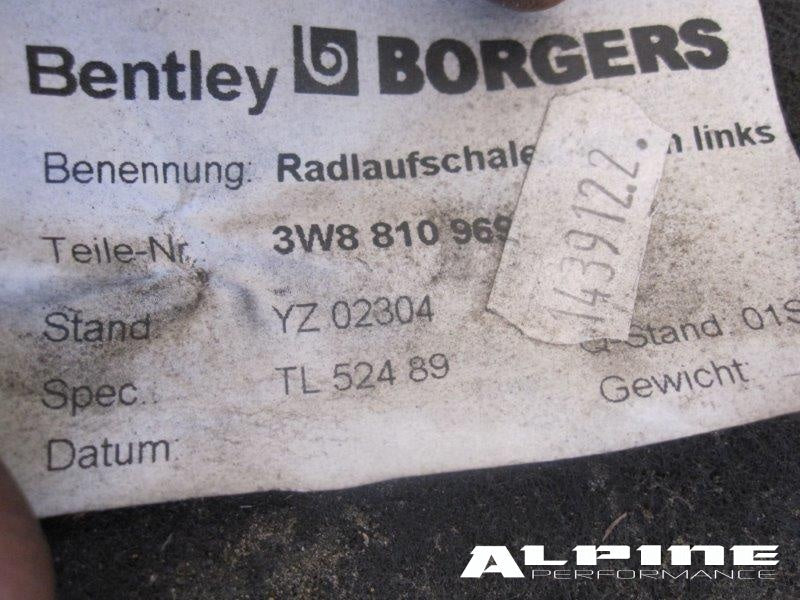 Bentley BORGERS
Benennung: Radlaufschale links
Teile-Nr.: 3W8 810 969
Stand YZ 02304
Q-Stand: 01S
Spec.: TL 524 89
Gewicht
Datum:
1439122.
ALPINE
PERFORMANCE